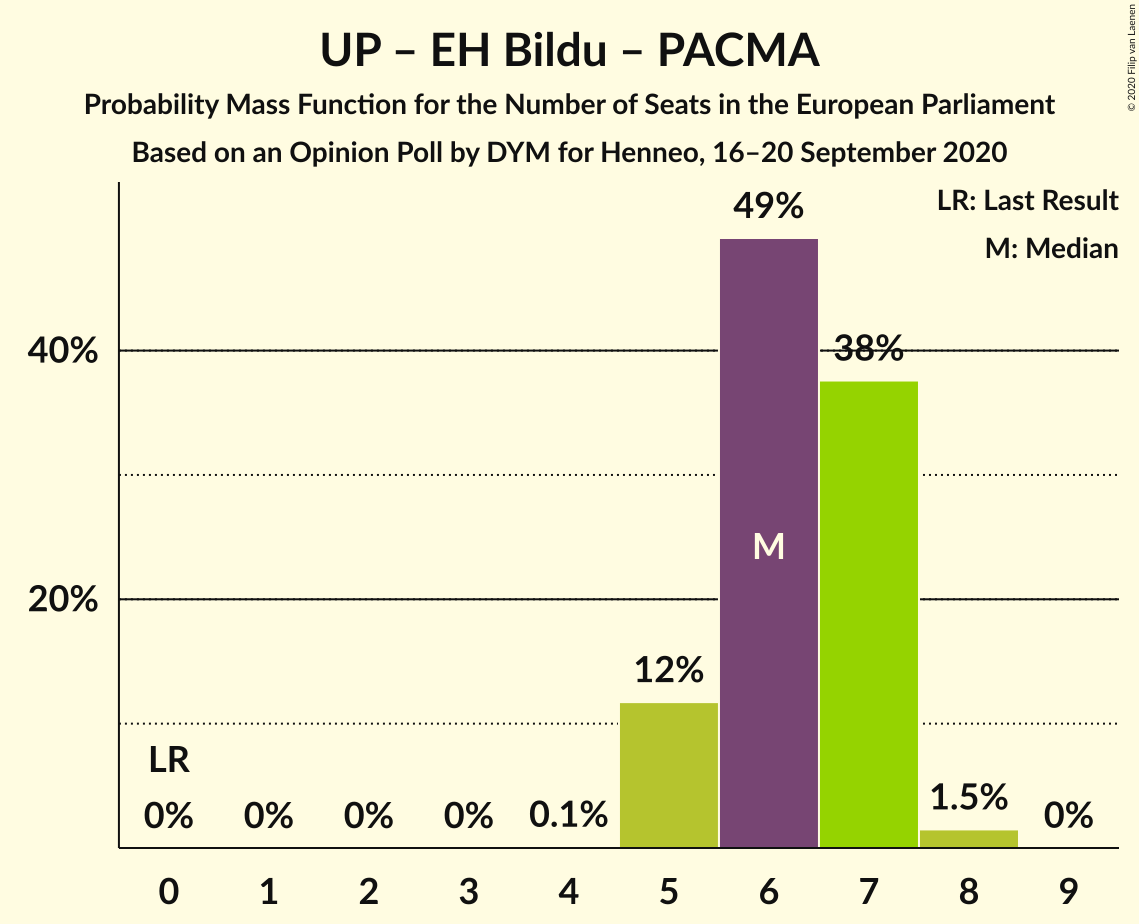 UP – EH Bildu – PACMA
Probability Mass Function for the Number of Seats in the European Parliament
Based on an Opinion Poll by DYM for Henneo, 16–20 September 2020
© 2020 Filip van Laenen
LR: Last Result
M: Median
49%
40%
38%
M
20%
12%
LR
0%
0%
0%
0%
0.1%
1.5%
0%
0
1
2
3
4
5
6
7
8
9